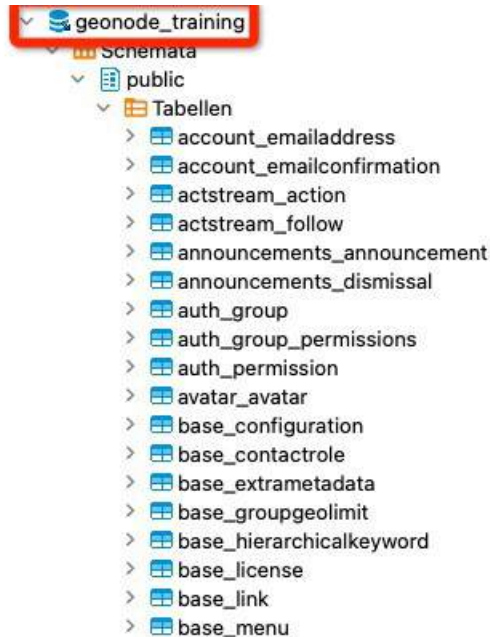 geonode_training
Schemata
public
Tabellen
account_emailaddress
account_emailconfirmation
actstream_action
actstream_follow
announcements_announcement
announcements_dismissal
auth_group
auth_group_permissions
auth_permission
avatar_avatar
base_configuration
base_contactrole
base_extrametadata
base_groupgeolimit
base_hierarchicalkeyword
base_license
base_link
base_menu